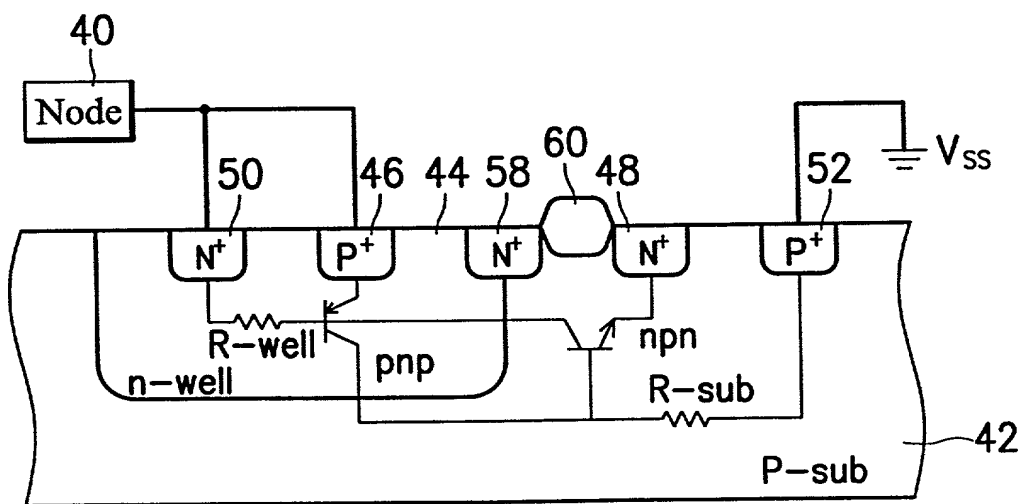 40
Node
50
46
44
58
60
48
52
VSS
N+
P+
N+
N+
P+
R-well
pnp
npn
n-well
R-sub
42
P-sub